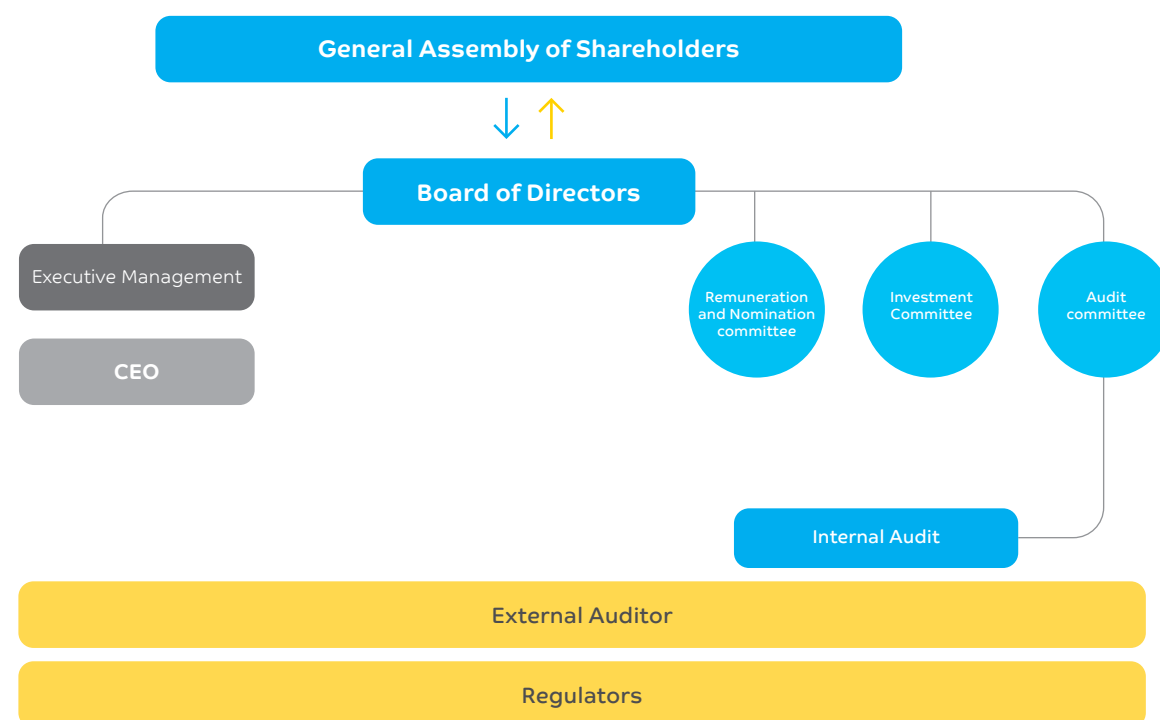 General Assembly of Shareholders
Board of Directors
Executive Management
CEO
Remuneration
and Nomination
committee
Investment
Committee
Audit
committee
Internal Audit
External Auditor
Regulators